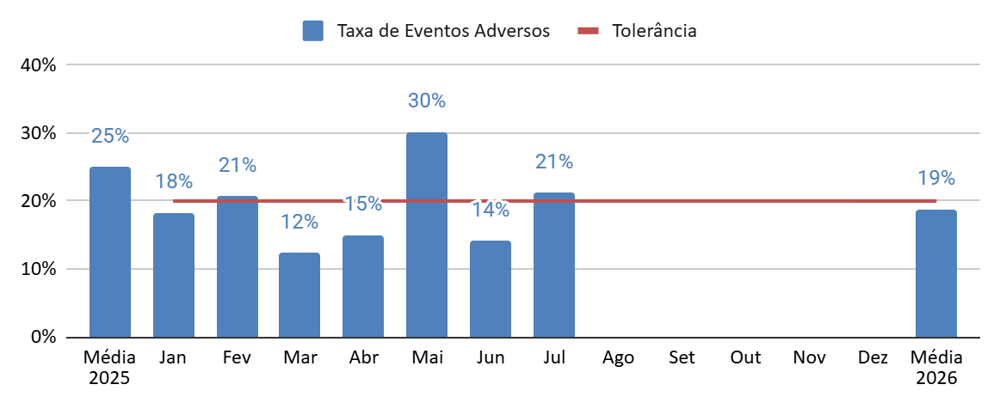 Taxa de Eventos Adversos Tolerância
40%
30%
20%
10%
0%
25%
18%
21%
12%
15%
30%
14%
21%
19%
Média 2025
Jan
Fev
Mar
Abr
Mai
Jun
Jul
Ago
Set
Out
Nov
Dez
Média 2026